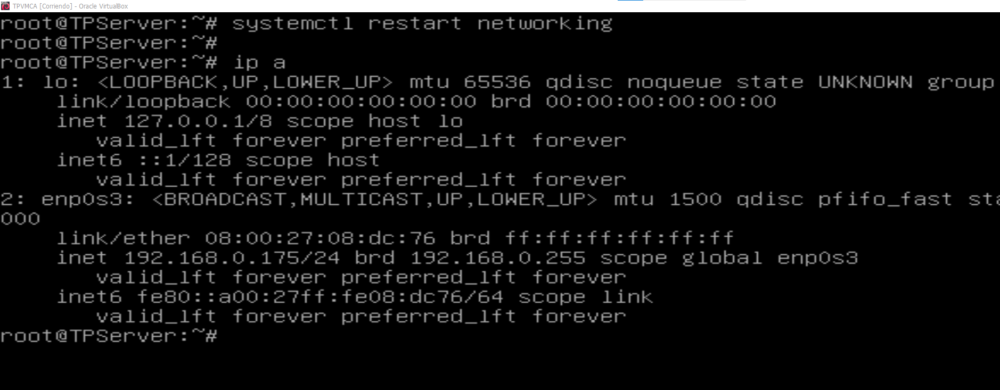 TPVMCA [Corriendo] - Oracle VirtualBox
root@TPServer:~# systemctl restart networking
root@TPServer:~#
root@TPServer:~# ip a
1: lo: <LOOPBACK,UP,LOWER_UP> mtu 65536 qdisc noqueue state UNKNOWN group
link/loopback 00:00:00:00:00:00 brd 00:00:00:00:00:00
inet 127.0.0.1/8 scope host lo
valid_lft forever preferred_lft forever
inet6 ::1/128 scope host
valid_lft forever preferred_lft forever
2: enp0s3: <BROADCAST,MULTICAST,UP,LOWER_UP> mtu 1500 qdisc pfifo_fast sta
000
link/ether 08:00:27:08:dc:76 brd ff:ff:ff:ff:ff:ff
inet 192.168.0.175/24 brd 192.168.0.255 scope global enp0s3
valid_lft forever preferred_lft forever
inet6 fe80::a00:27ff:fe08:dc76/64 scope link
valid_lft forever preferred_lft forever
root@TPServer:~#